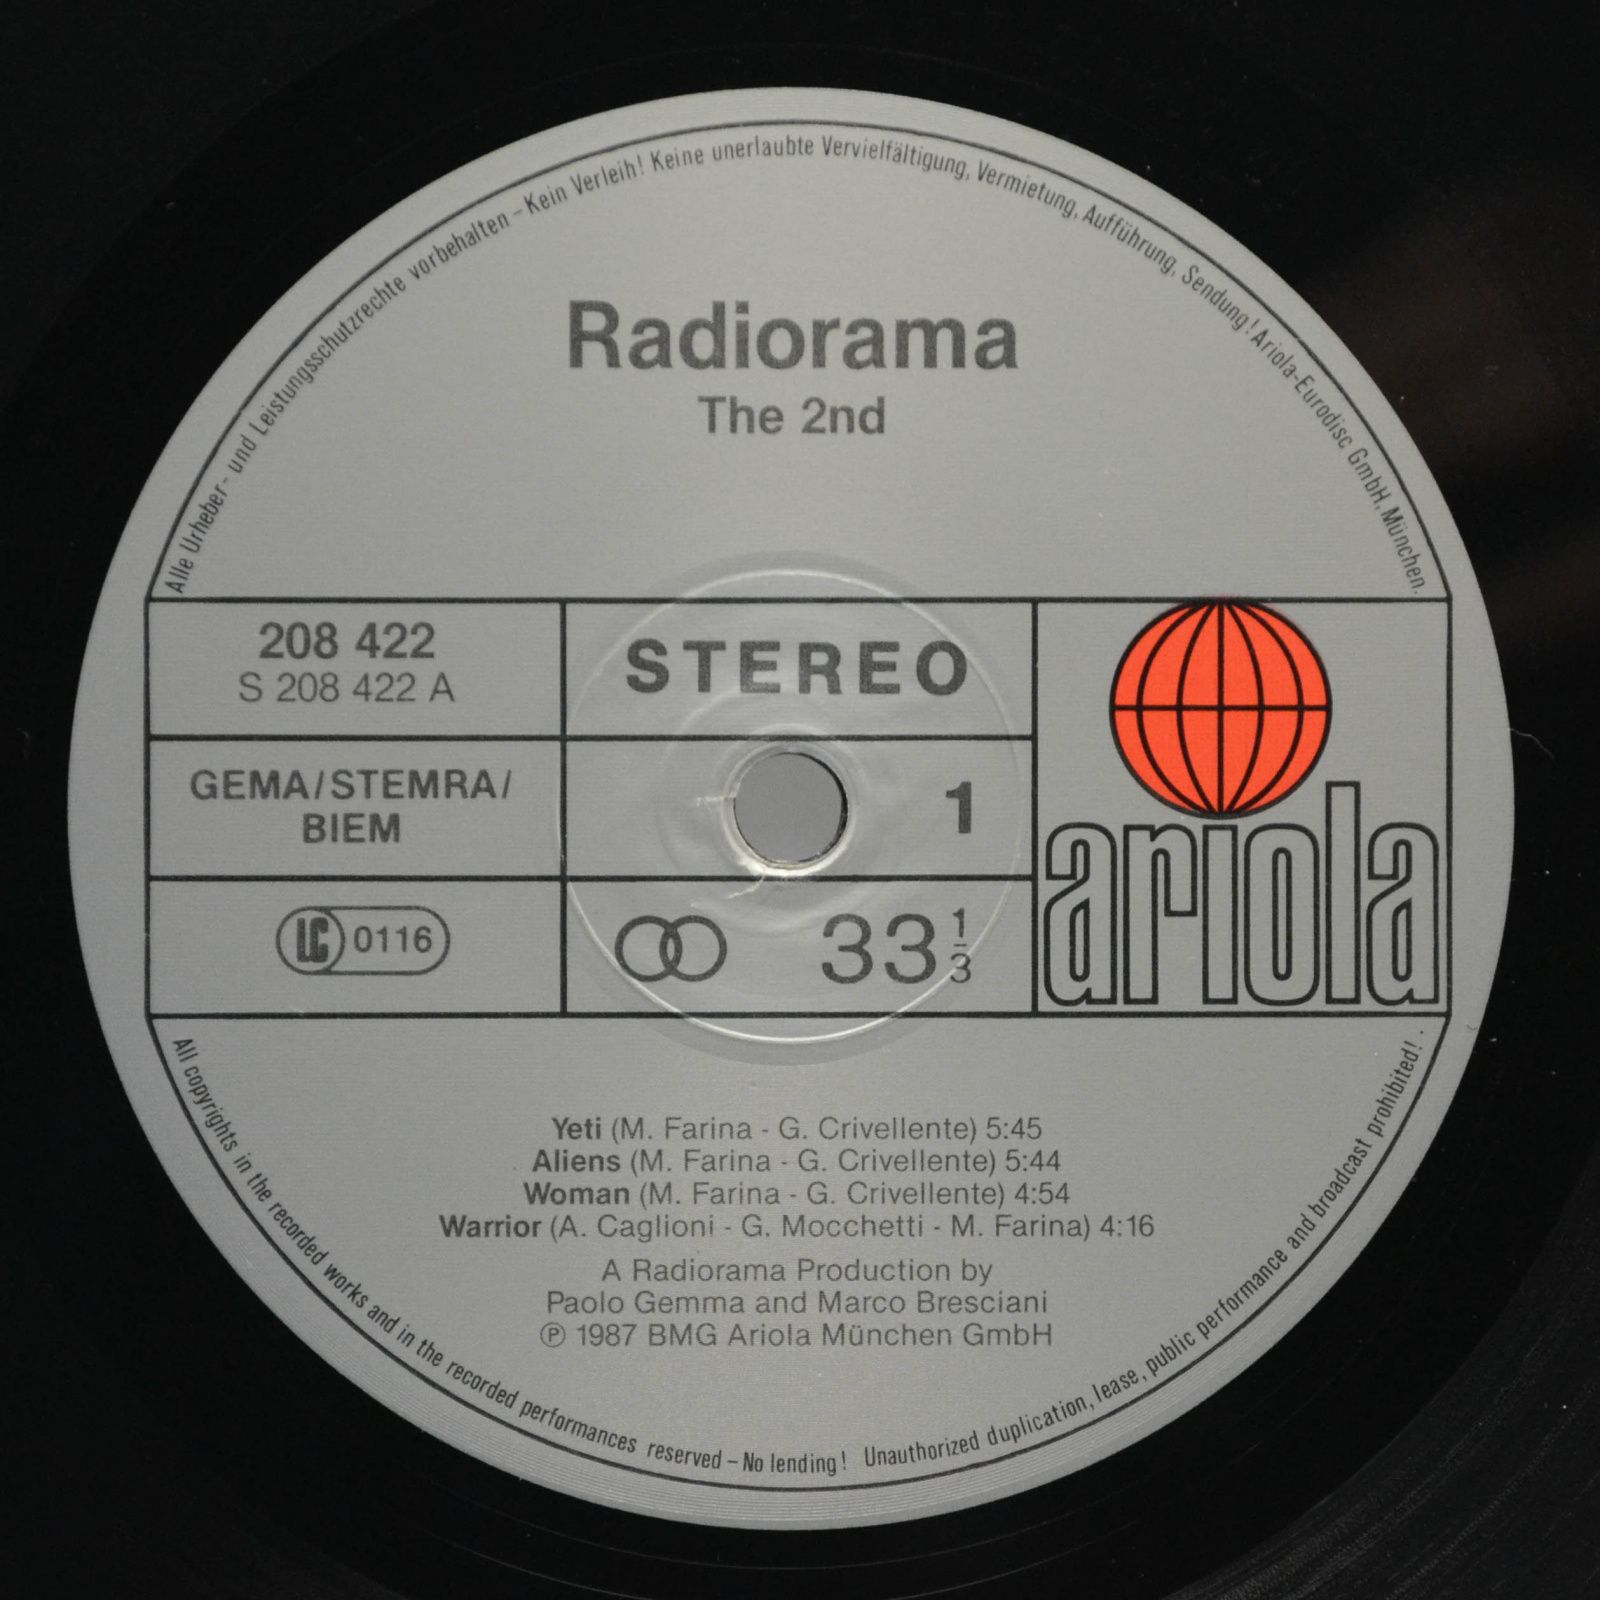 Alle Urheber- und Leistungsschutzrechte vorbehalten – Kein Verleih! Keine unerlaubte Vervielfältigung, Vermietung, Aufführung, Sendung! Ariola-Eurodisc GmbH, München.
Radiorama
The 2nd
208 422
S 208 422 A
STEREO
GEMA/STEMRA/
BIEM
1
LC 0116
33 1/3
ariola
Yeti (M. Farina - G. Crivellente) 5:45
Aliens (M. Farina - G. Crivellente) 5:44
Woman (M. Farina - G. Crivellente) 4:54
Warrior (A. Caglioni - G. Mocchetti - M. Farina) 4:16
A Radiorama Production by
Paolo Gemma and Marco Bresciani
℗ 1987 BMG Ariola München GmbH
All copyrights in the recorded works and in the recorded performances reserved – No lending! Unauthorized duplication, lease, public performance and broadcast prohibited! .